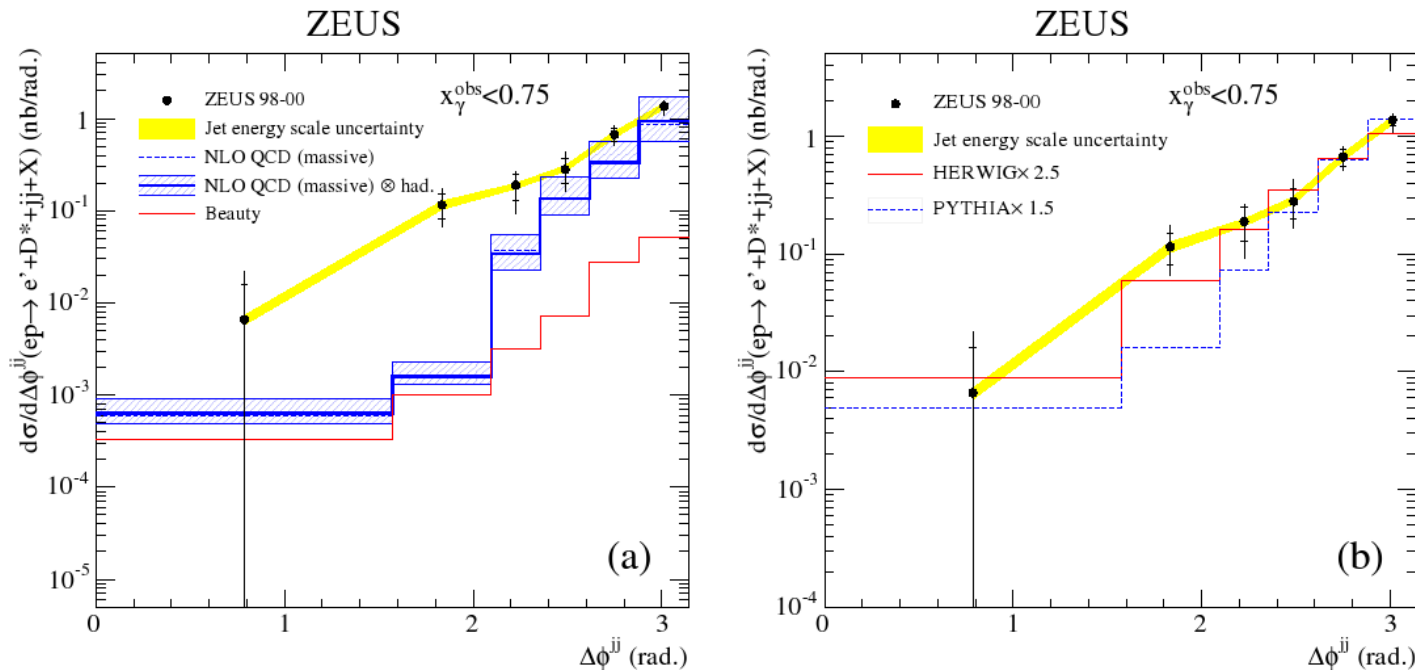 ZEUS
dσ/dΔϕ^jj(ep→ e’+D*+jj+X) (nb/rad.)
x_γ^obs<0.75
ZEUS 98-00
Jet energy scale uncertainty
NLO QCD (massive)
NLO QCD (massive) ⊗ had.
Beauty
1
10^-1
10^-2
10^-3
10^-4
10^-5
(a)
0 1 2 3
Δϕ^jj (rad.)
ZEUS
dσ/dΔϕ^jj(ep→ e’+D*+jj+X) (nb/rad.)
x_γ^obs<0.75
ZEUS 98-00
Jet energy scale uncertainty
HERWIG× 2.5
PYTHIA× 1.5
1
10^-1
10^-2
10^-3
10^-4
(b)
0 1 2 3
Δϕ^jj (rad.)